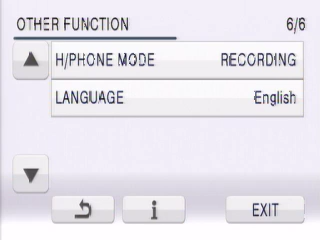 OTHER FUNCTION 6/6
H/PHONE MODE RECORDING
LANGUAGE English
i EXIT